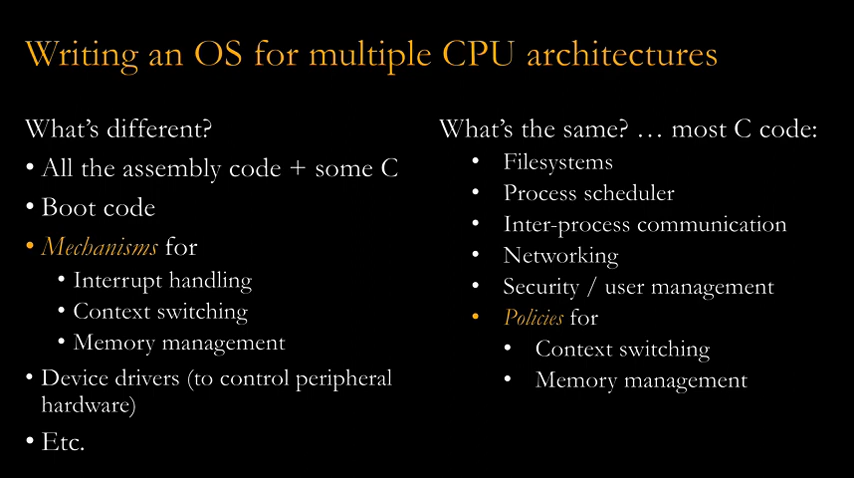 Writing an OS for multiple CPU architectures
What's different?
• All the assembly code + some C
• Boot code
• Mechanisms for
• Interrupt handling
• Context switching
• Memory management
• Device drivers (to control peripheral
hardware)
• Etc.
What's the same? … most C code:
• Filesystems
• Process scheduler
• Inter-process communication
• Networking
• Security / user management
• Policies for
• Context switching
• Memory management